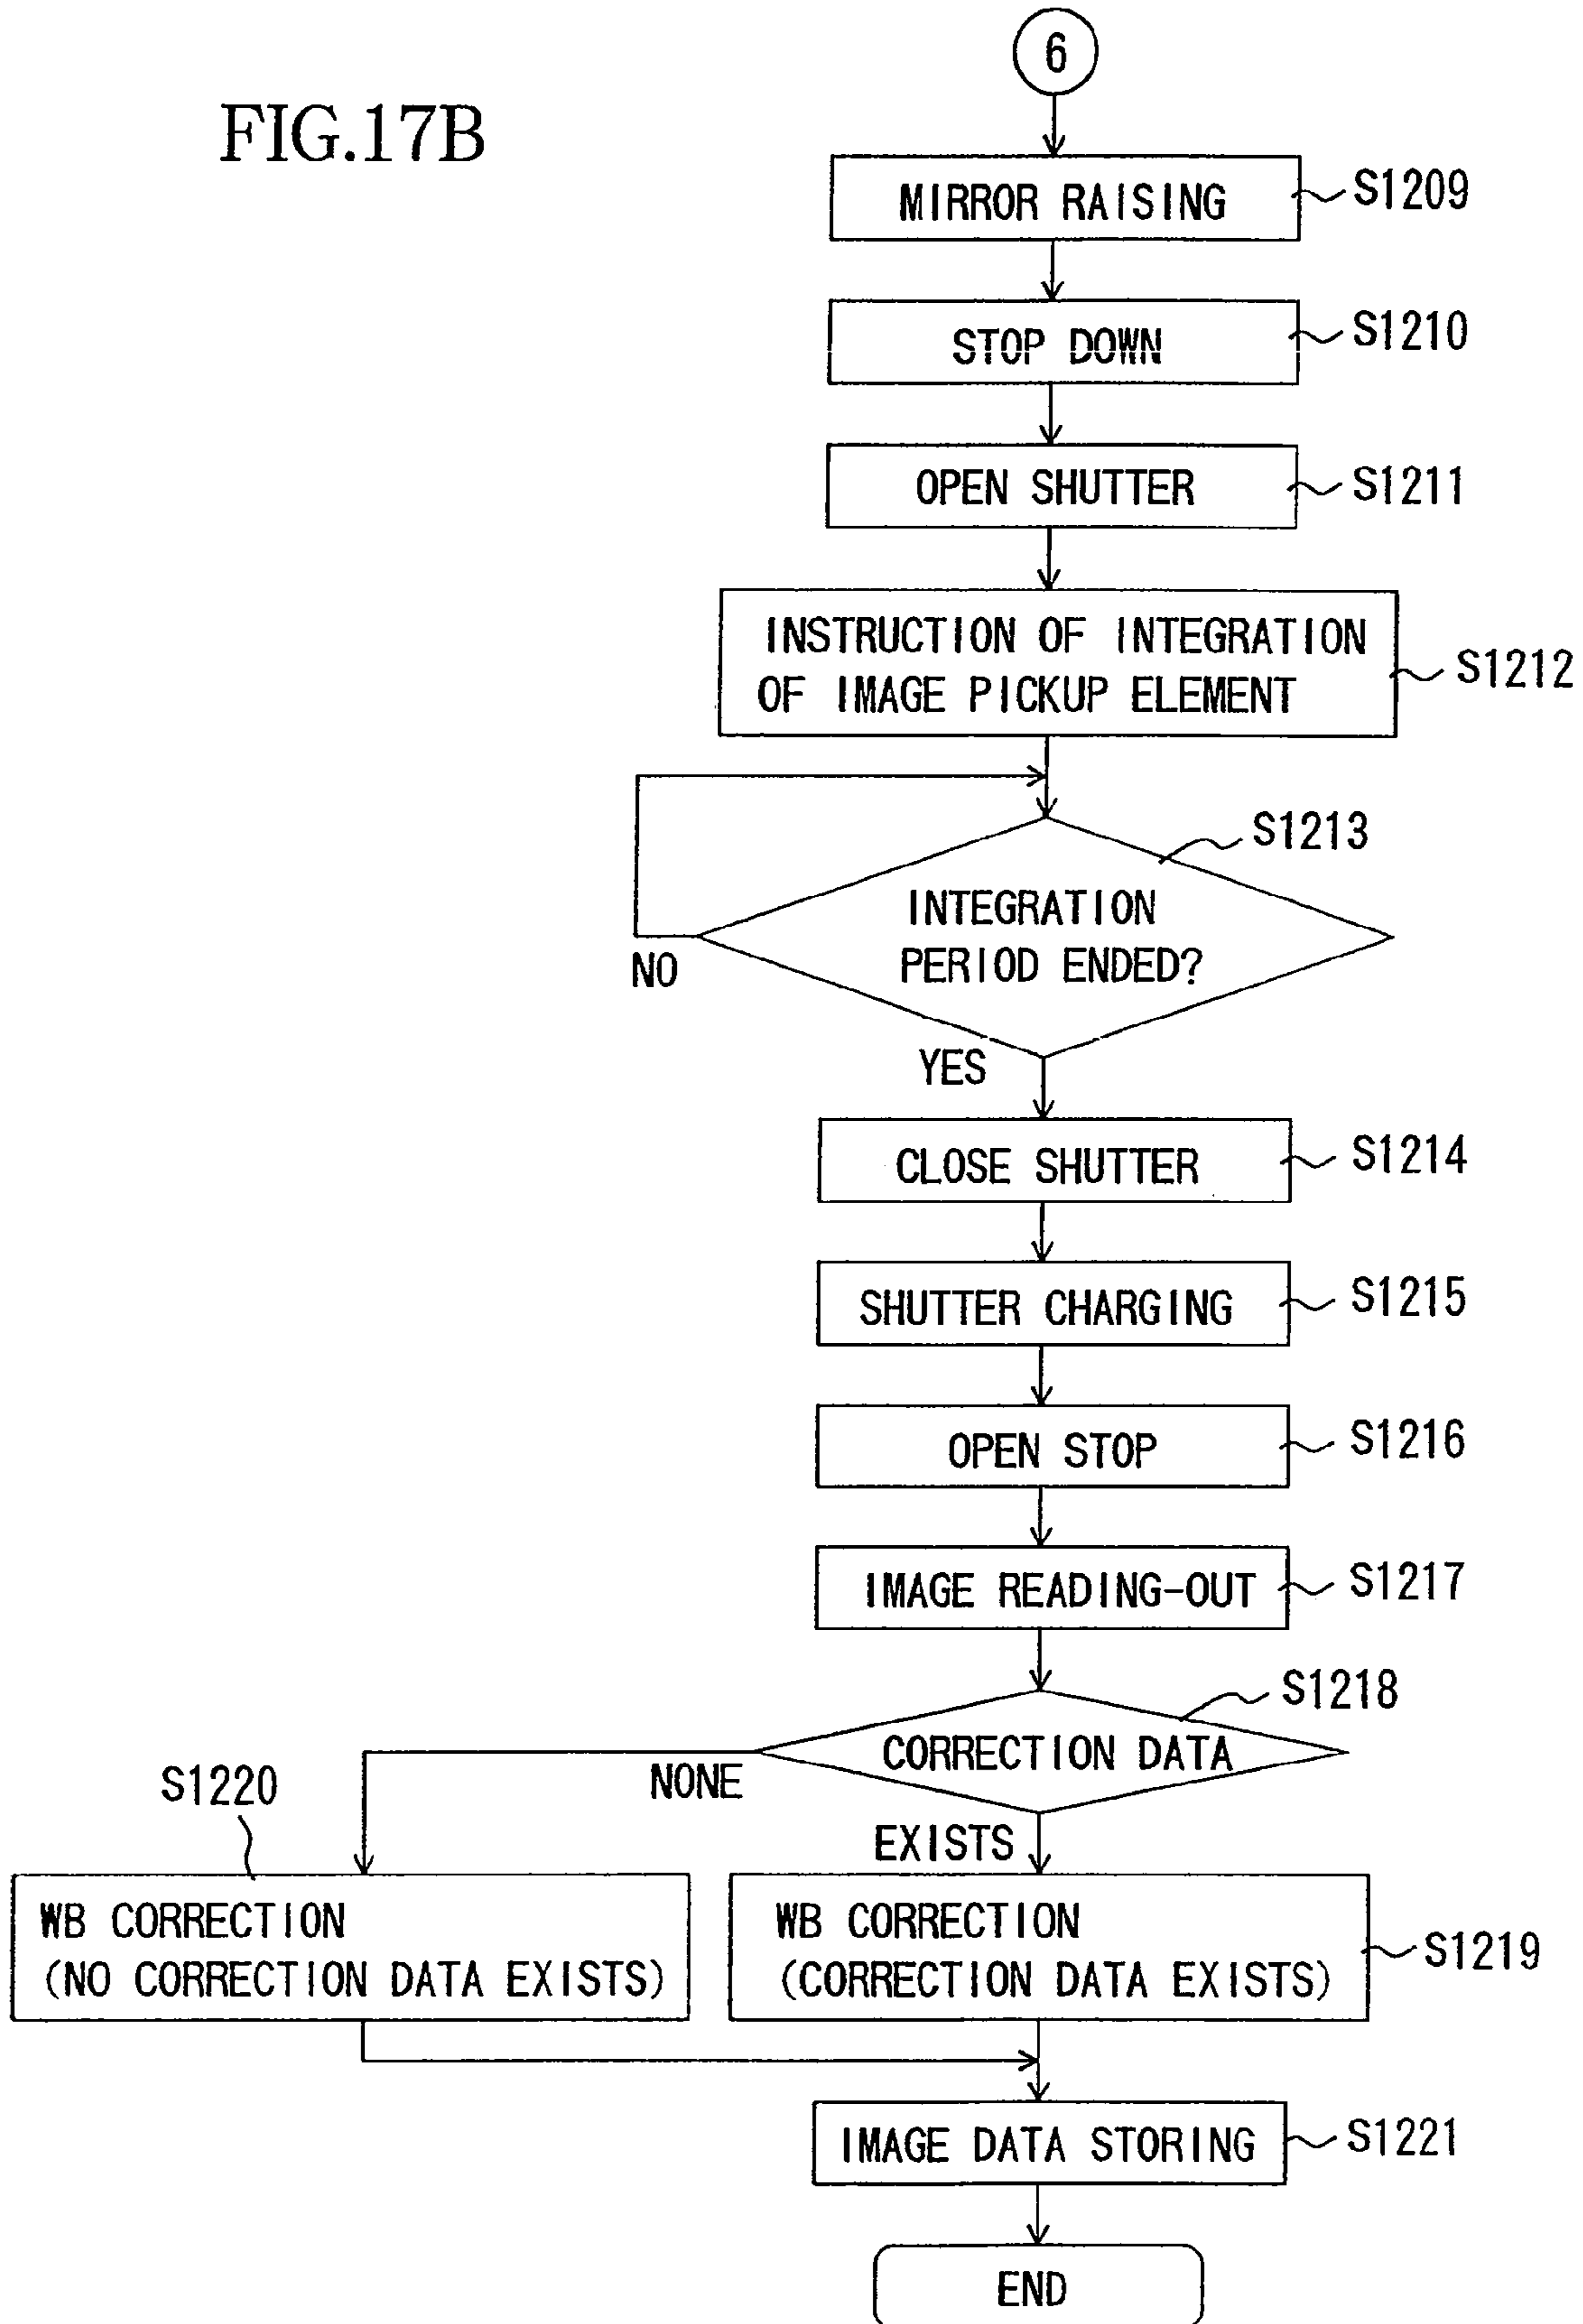 6
FIG.17B
MIRROR RAISING
S1209
STOP DOWN
S1210
OPEN SHUTTER
S1211
INSTRUCTION OF INTEGRATION
OF IMAGE PICKUP ELEMENT
S1212
S1213
INTEGRATION
PERIOD ENDED?
NO
YES
CLOSE SHUTTER
S1214
SHUTTER CHARGING
S1215
OPEN STOP
S1216
IMAGE READING-OUT
S1217
S1218
CORRECTION DATA
NONE
S1220
EXISTS
WB CORRECTION
(NO CORRECTION DATA EXISTS)
WB CORRECTION
(CORRECTION DATA EXISTS)
S1219
IMAGE DATA STORING
S1221
END